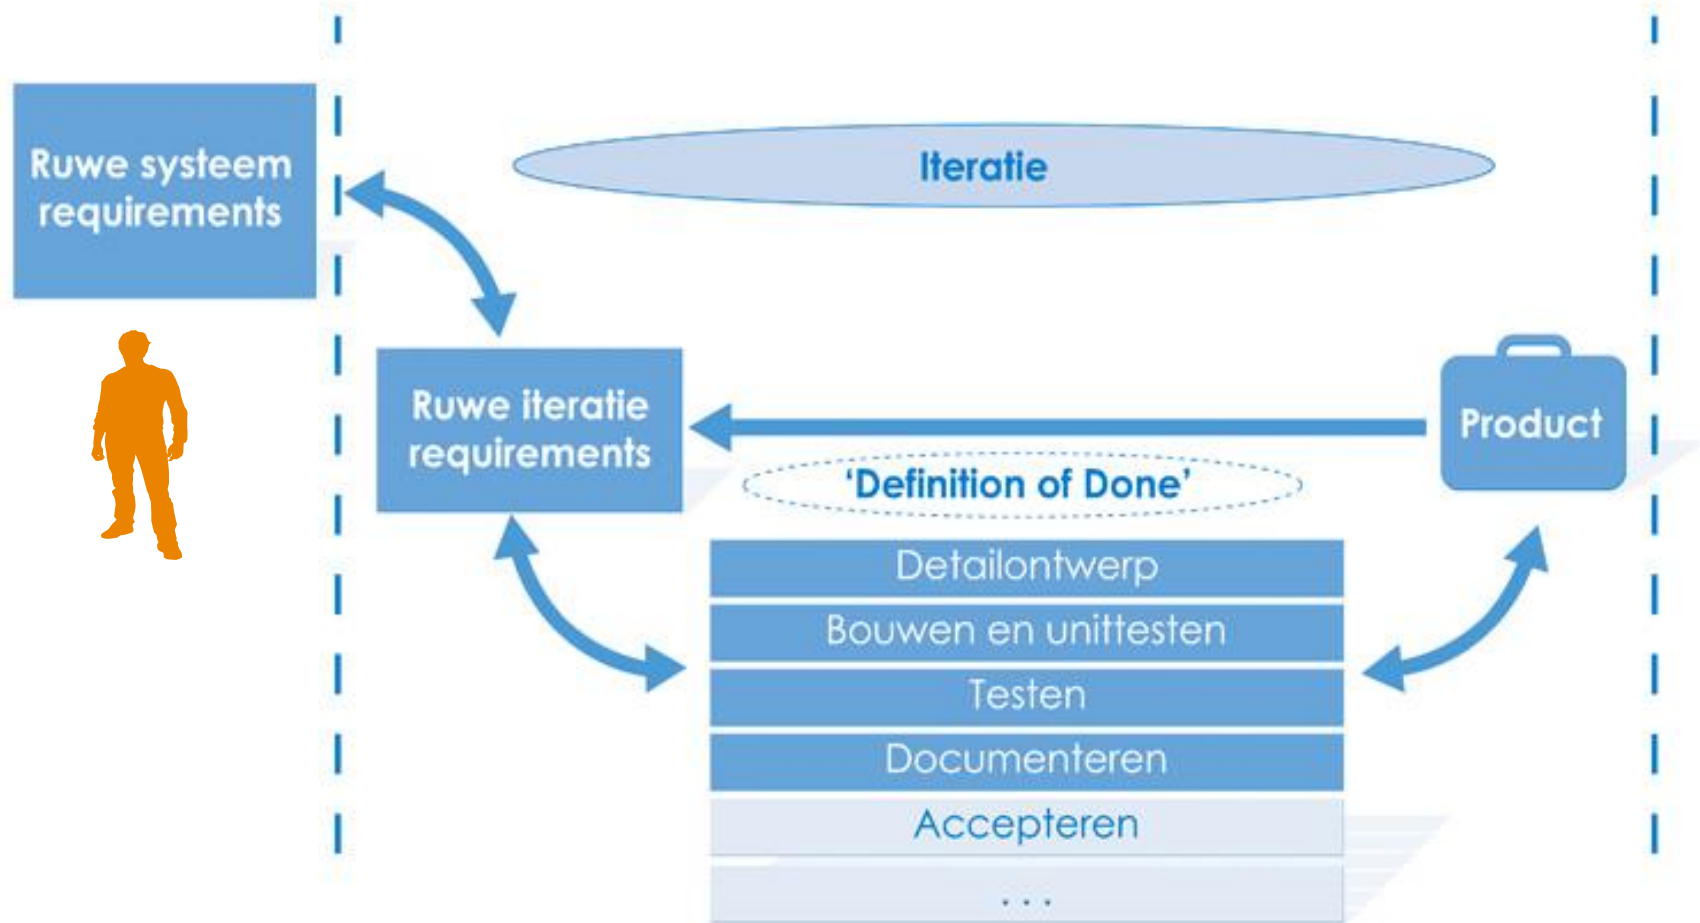 Ruwe systeem
requirements
Iteratie
Ruwe iteratie
requirements
Product
‘Definition of Done’
Detailontwerp
Bouwen en unittesten
Testen
Documenteren
Accepteren
...